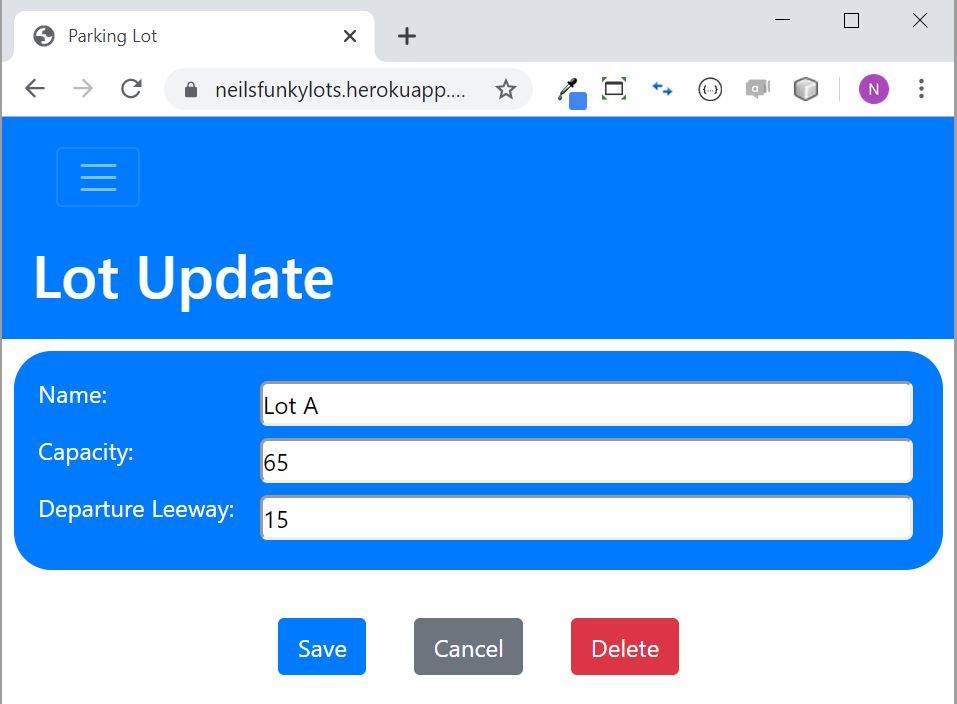 Parking Lot
neilsfunkylots.herokuapp....
{...}
a
N
Lot Update
Name: Lot A
Capacity: 65
Departure Leeway: 15
Save Cancel Delete